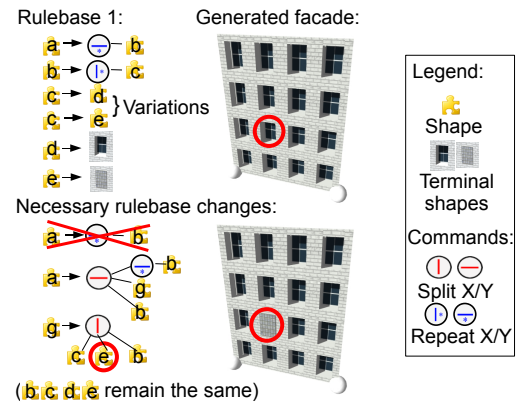 Rulebase 1:
a b
b c
c d
c e
} Variations
d
e
Generated facade:
Necessary rulebase changes:
a b
a b
g
b
g
c e b
(b c d e remain the same)
Legend:
Shape
Terminal
shapes
Commands:
Split X/Y
Repeat X/Y